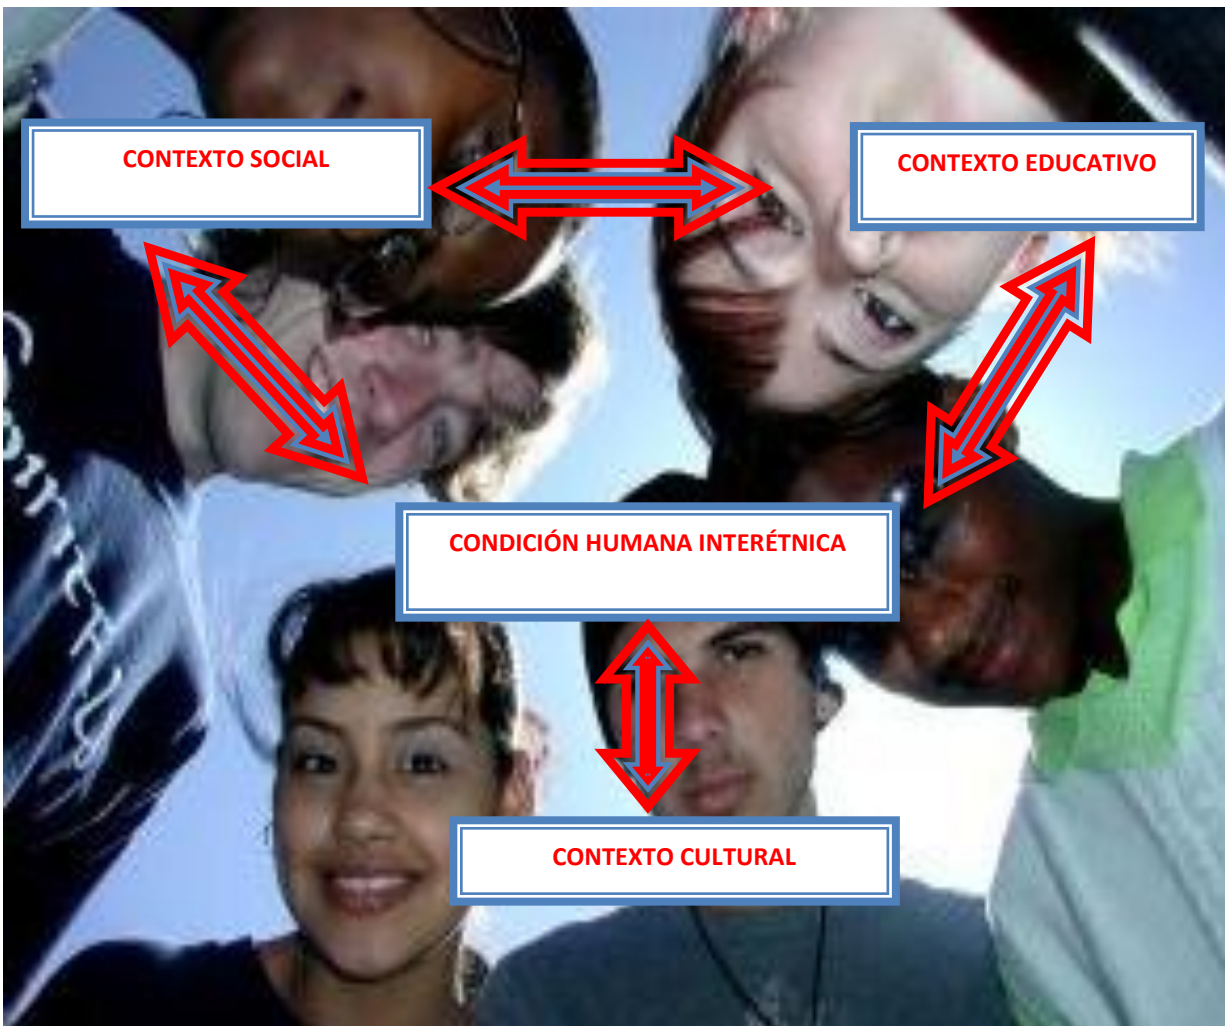 CONTEXTO SOCIAL
CONTEXTO EDUCATIVO
CONDICIÓN HUMANA INTERÉTNICA
CONTEXTO CULTURAL